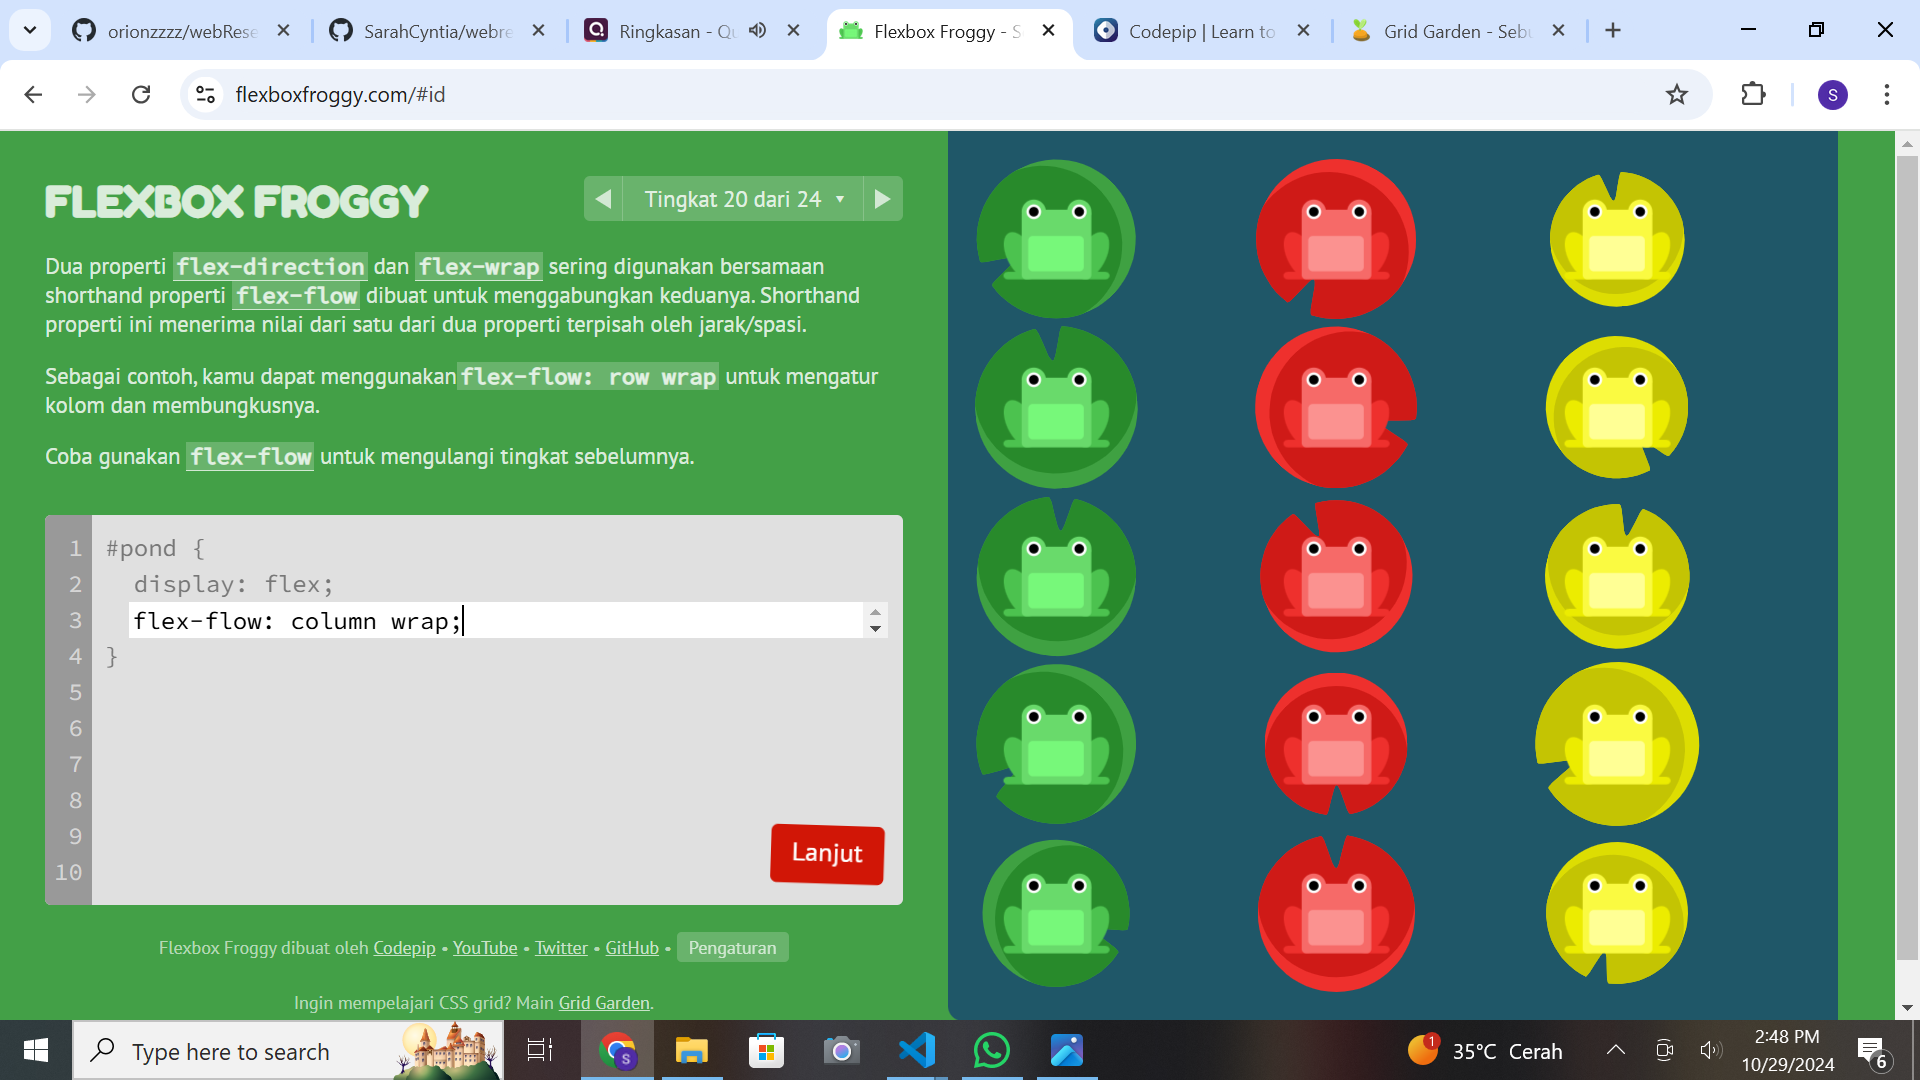 orionzzzz/webRese
SarahCyntia/webre
Ringkasan - Qu
Flexbox Froggy - S
Codepip | Learn to
Grid Garden - Sebu
flexboxfroggy.com/#id
S
FLEXBOX FROGGY
Tingkat 20 dari 24
Dua properti flex-direction dan flex-wrap sering digunakan bersamaan
shorthand properti flex-flow dibuat untuk menggabungkan keduanya. Shorthand
properti ini menerima nilai dari satu dari dua properti terpisah oleh jarak/spasi.
Sebagai contoh, kamu dapat menggunakan flex-flow: row wrap untuk mengatur
kolom dan membungkusnya.
Coba gunakan flex-flow untuk mengulangi tingkat sebelumnya.
1 #pond {
2 display: flex;
3 flex-flow: column wrap;
4 }
5
6
7
8
9
10
Lanjut
Flexbox Froggy dibuat oleh Codepip • YouTube • Twitter • GitHub • Pengaturan
Ingin mempelajari CSS grid? Main Grid Garden.
Type here to search
S
1
35°C Cerah
2:48 PM
10/29/2024
6